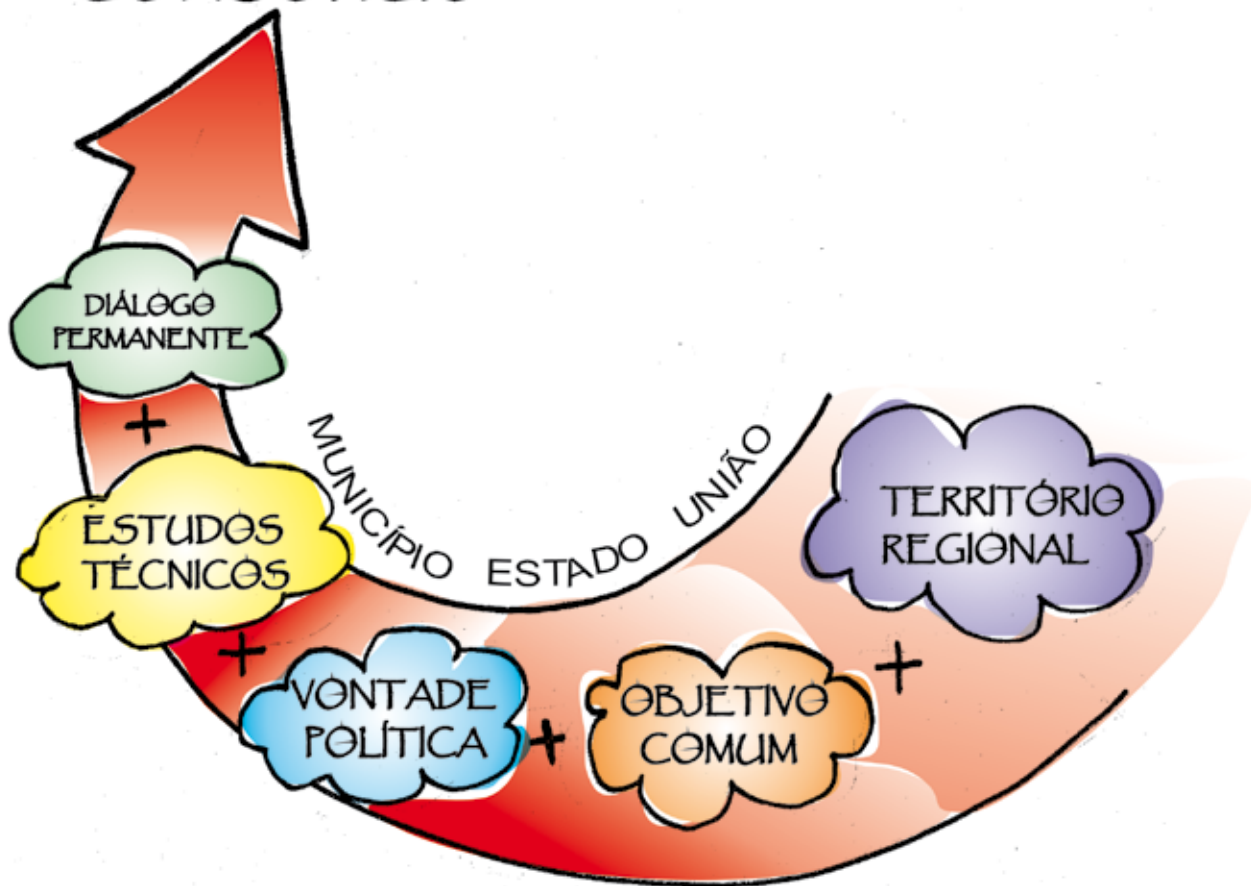 DIÁLOGO
PERMANENTE
+
ESTUDOS
TÉCNICOS
+
VONTADE
POLÍTICA
+
OBJETIVO
COMUM
+
TERRITÓRIO
REGIONAL
MUNICÍPIO ESTADO UNIÃO